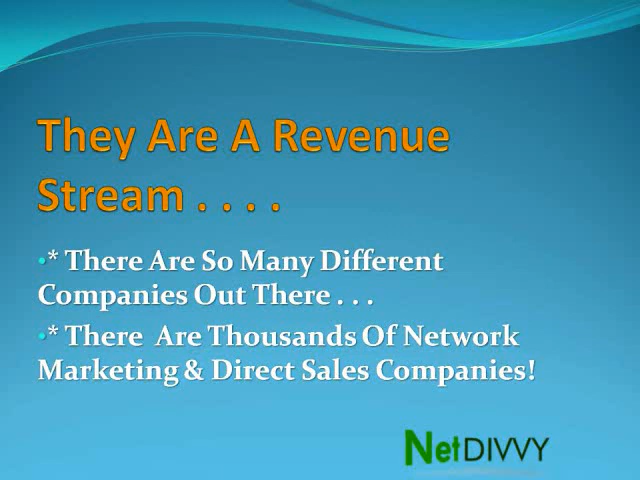 They Are A Revenue
Stream . . . .
•* There Are So Many Different
Companies Out There . . .
•* There  Are Thousands Of Network
Marketing & Direct Sales Companies!
NetDIVVY